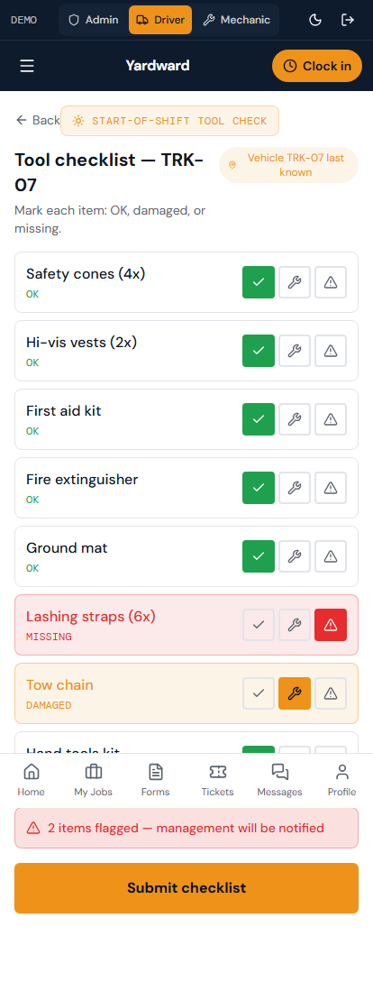 DEMO
Admin
Driver
Mechanic
Yardward
Clock in
Back
START-OF-SHIFT TOOL CHECK
Tool checklist — TRK-
07
Vehicle TRK-07 last
known
Mark each item: OK, damaged, or
missing.
Safety cones (4x)
OK
Hi-vis vests (2x)
OK
First aid kit
OK
Fire extinguisher
OK
Ground mat
OK
Lashing straps (6x)
MISSING
Tow chain
DAMAGED
Hand tools kit
Home
My Jobs
Forms
Tickets
Messages
Profile
2 items flagged — management will be notified
Submit checklist